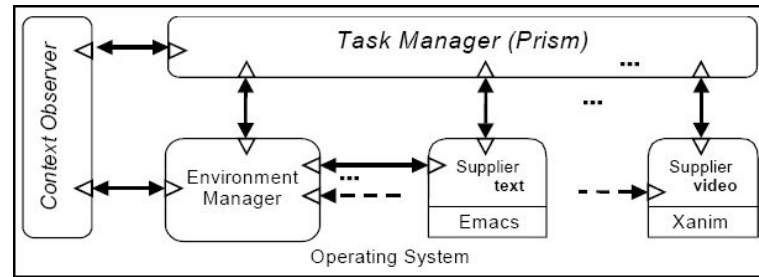 Task Manager (Prism)
...
...
Context Observer
Environment
Manager
...
Supplier
text
Emacs
Supplier
video
Xanim
Operating System